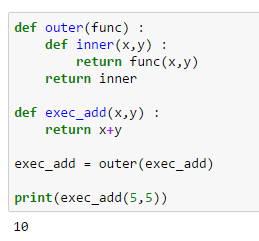 def outer(func) :
    def inner(x,y) :
        return func(x,y)
    return inner

def exec_add(x,y) :
    return x+y

exec_add = outer(exec_add)

print(exec_add(5,5))
10